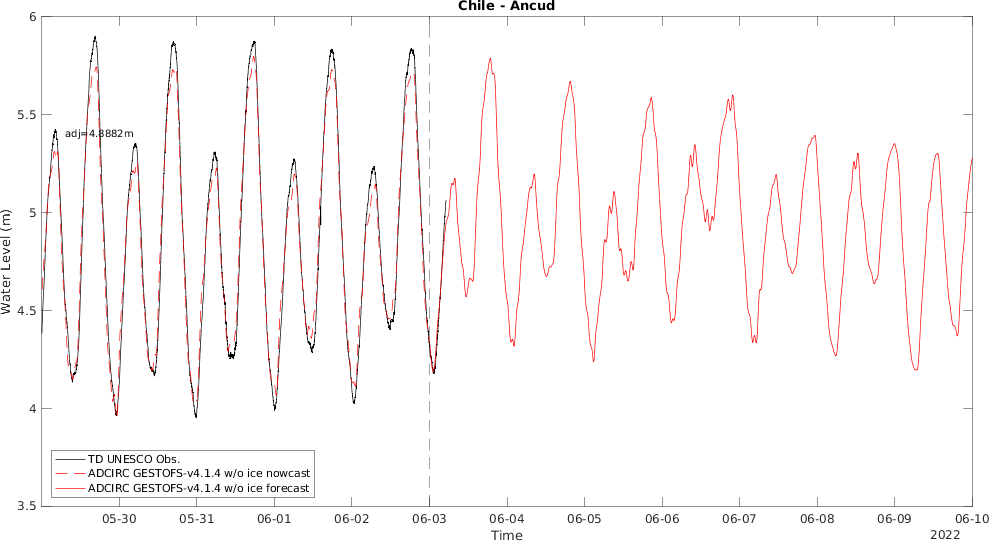 Chile - Ancud
6
5.5
5
4.5
4
3.5
Water Level (m)
adj=4.8882m
TD UNESCO Obs.
ADCIRC GESTOFS-v4.1.4 w/o ice nowcast
ADCIRC GESTOFS-v4.1.4 w/o ice forecast
05-30 05-31 06-01 06-02 06-03 06-04 06-05 06-06 06-07 06-08 06-09 06-10
Time
2022